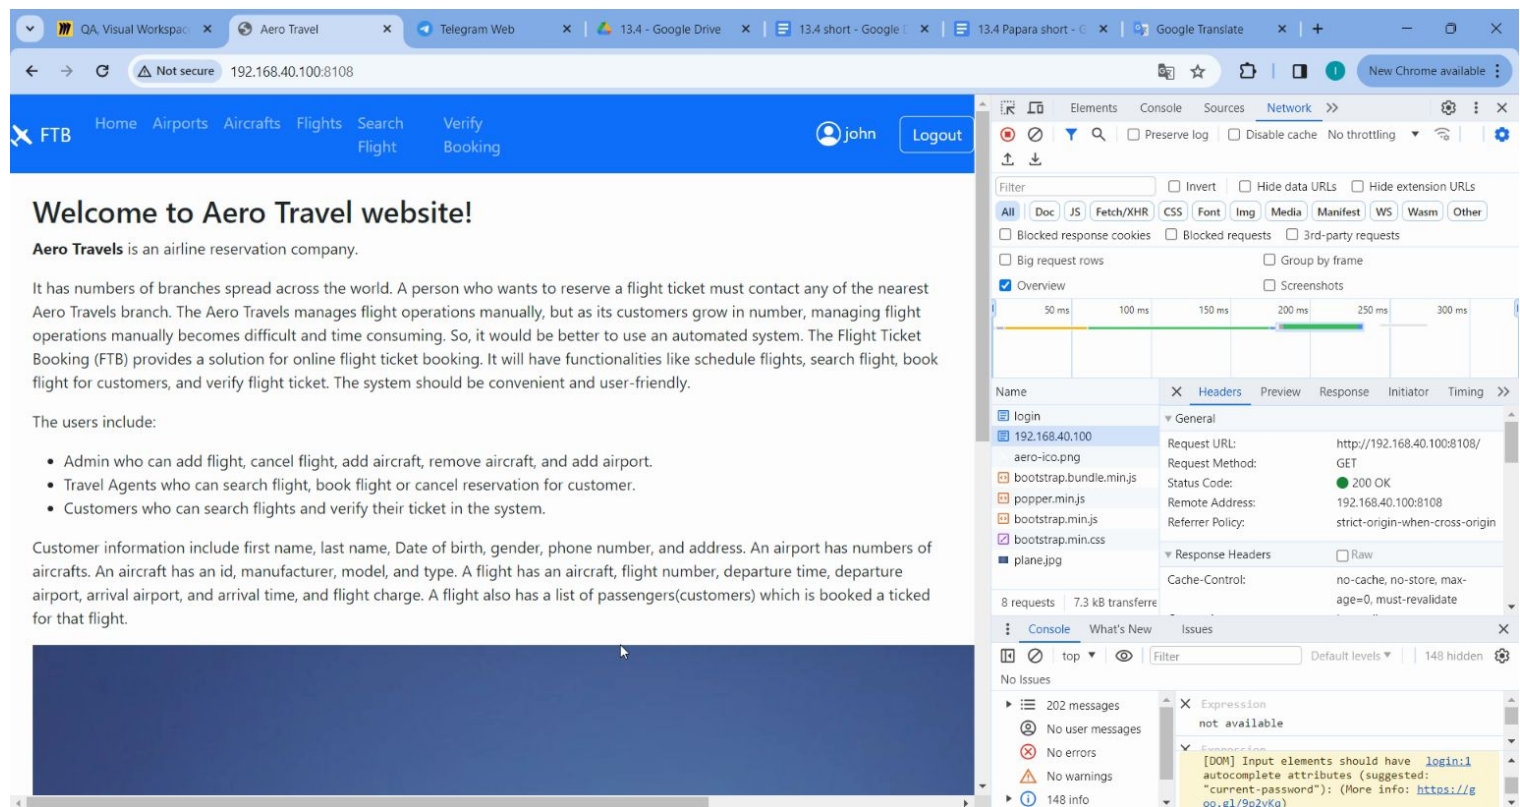 QA, Visual Workspac
Aero Travel
Telegram Web
13.4 - Google Drive
13.4 short - Google D
13.4 Papara short - G
Google Translate
Not secure
192.168.40.100:8108
New Chrome available
FTB
Home
Airports
Aircrafts
Flights
Search
Flight
Verify
Booking
john
Logout
Welcome to Aero Travel website!
Aero Travels is an airline reservation company.
It has numbers of branches spread across the world. A person who wants to reserve a flight ticket must contact any of the nearest
Aero Travels branch. The Aero Travels manages flight operations manually, but as its customers grow in number, managing flight
operations manually becomes difficult and time consuming. So, it would be better to use an automated system. The Flight Ticket
Booking (FTB) provides a solution for online flight ticket booking. It will have functionalities like schedule flights, search flight, book
flight for customers, and verify flight ticket. The system should be convenient and user-friendly.
The users include:
• Admin who can add flight, cancel flight, add aircraft, remove aircraft, and add airport.
• Travel Agents who can search flight, book flight or cancel reservation for customer.
• Customers who can search flights and verify their ticket in the system.
Customer information include first name, last name, Date of birth, gender, phone number, and address. An airport has numbers of
aircrafts. An aircraft has an id, manufacturer, model, and type. A flight has an aircraft, flight number, departure time, departure
airport, arrival airport, and arrival time, and flight charge. A flight also has a list of passengers(customers) which is booked a ticked
for that flight.
Elements
Console
Sources
Network
Preserve log
Disable cache
No throttling
Filter
Invert
Hide data URLs
Hide extension URLs
All
Doc
JS
Fetch/XHR
CSS
Font
Img
Media
Manifest
WS
Wasm
Other
Blocked response cookies
Blocked requests
3rd-party requests
Big request rows
Group by frame
Overview
Screenshots
50 ms
100 ms
150 ms
200 ms
250 ms
300 ms
Name
login
192.168.40.100
aero-ico.png
bootstrap.bundle.min.js
popper.min.js
bootstrap.min.js
bootstrap.min.css
plane.jpg
8 requests
7.3 kB transferre
Headers
Preview
Response
Initiator
Timing
General
Request URL: http://192.168.40.100:8108/
Request Method: GET
Status Code: 200 OK
Remote Address: 192.168.40.100:8108
Referrer Policy: strict-origin-when-cross-origin
Response Headers
Raw
Cache-Control: no-cache, no-store, max-
age=0, must-revalidate
Console
What's New
Issues
top
Filter
Default levels
148 hidden
No Issues
202 messages
No user messages
No errors
No warnings
148 info
Expression
not available
Expression
[DOM] Input elements should have login:1
autocomplete attributes (suggested:
"current-password"): (More info: https://g
oo.gl/9p2vKq)